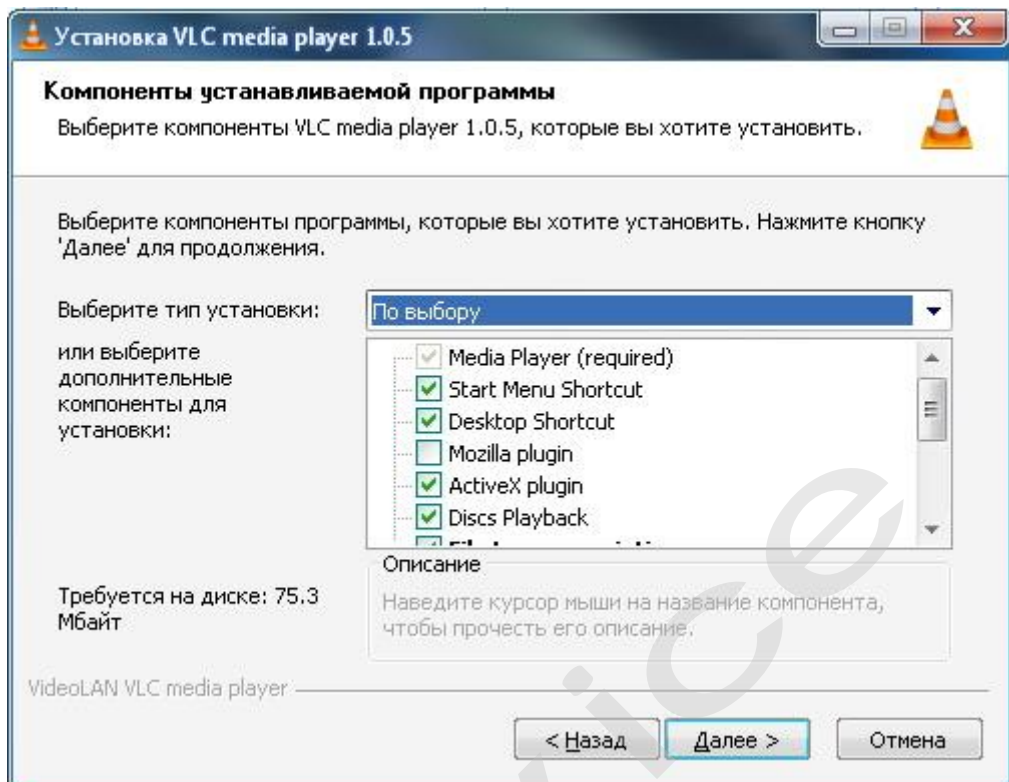 Установка VLC media player 1.0.5
Компоненты устанавливаемой программы
Выберите компоненты VLC media player 1.0.5, которые вы хотите установить.
Выберите компоненты программы, которые вы хотите установить. Нажмите кнопку
'Далее' для продолжения.
Выберите тип установки:
По выбору
или выберите
дополнительные
компоненты для
установки:
Media Player (required)
Start Menu Shortcut
Desktop Shortcut
Mozilla plugin
ActiveX plugin
Discs Playback
Требуется на диске: 75.3
Мбайт
Описание
Наведите курсор мыши на название компонента,
чтобы прочесть его описание.
VideoLAN VLC media player
< Назад
Далее >
Отмена